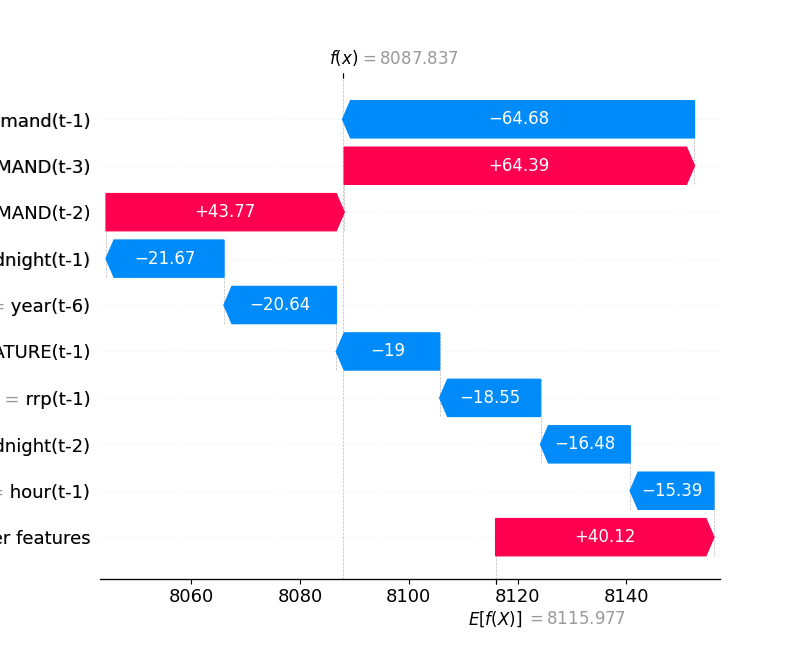 f(x) = 8087.837
mand(t-1)
−64.68
MAND(t-3)
+64.39
MAND(t-2)
+43.77
dnight(t-1)
−21.67
= year(t-6)
−20.64
ATURE(t-1)
−19
= rrp(t-1)
−18.55
dnight(t-2)
−16.48
= hour(t-1)
−15.39
er features
+40.12
8060 8080 8100 8120 8140
E[f(X)] = 8115.977